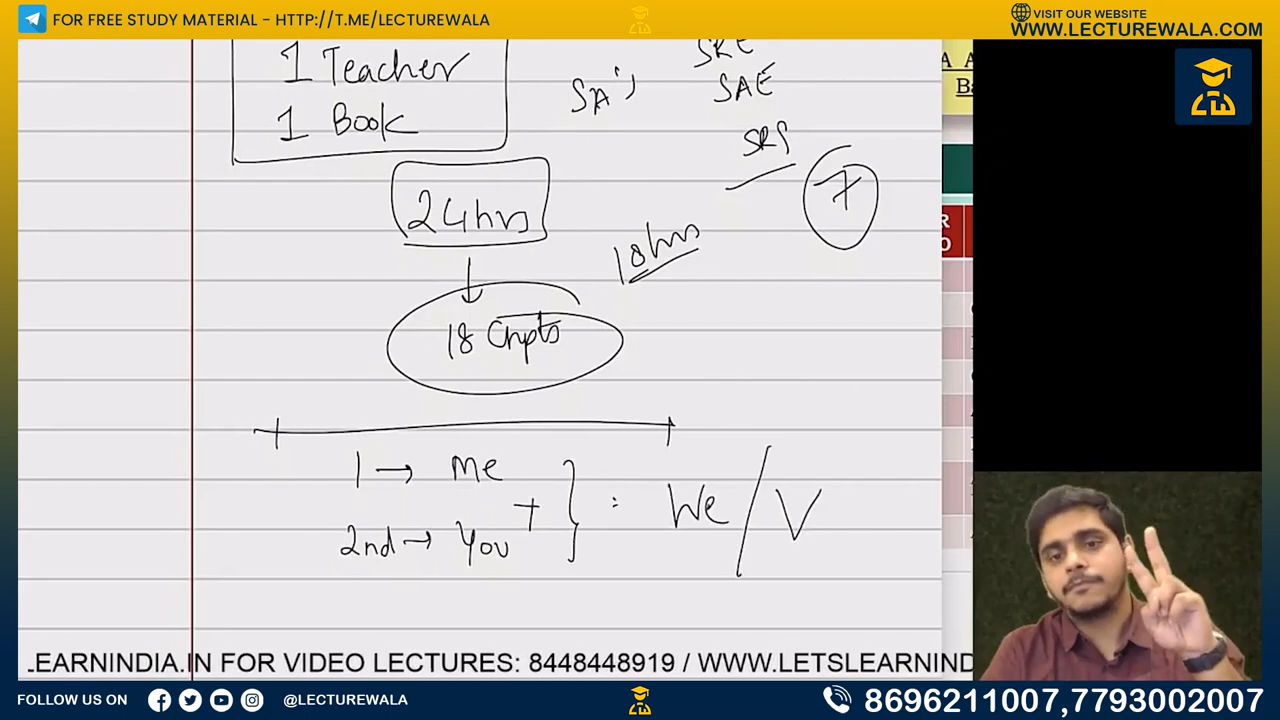 FOR FREE STUDY MATERIAL - HTTP://T.ME/LECTUREWALA
VISIT OUR WEBSITE
WWW.LECTUREWALA.COM
1 Teacher
1 Book
SA's
SRE
SAE
SRS
7
24hrs
18hrs
18 Chpts
1 → Me
+
2nd → You
} : We / V
.EARNINDIA.IN FOR VIDEO LECTURES: 8448448919 / WWW.LETSLEARNIND
FOLLOW US ON
@LECTUREWALA
8696211007,7793002007